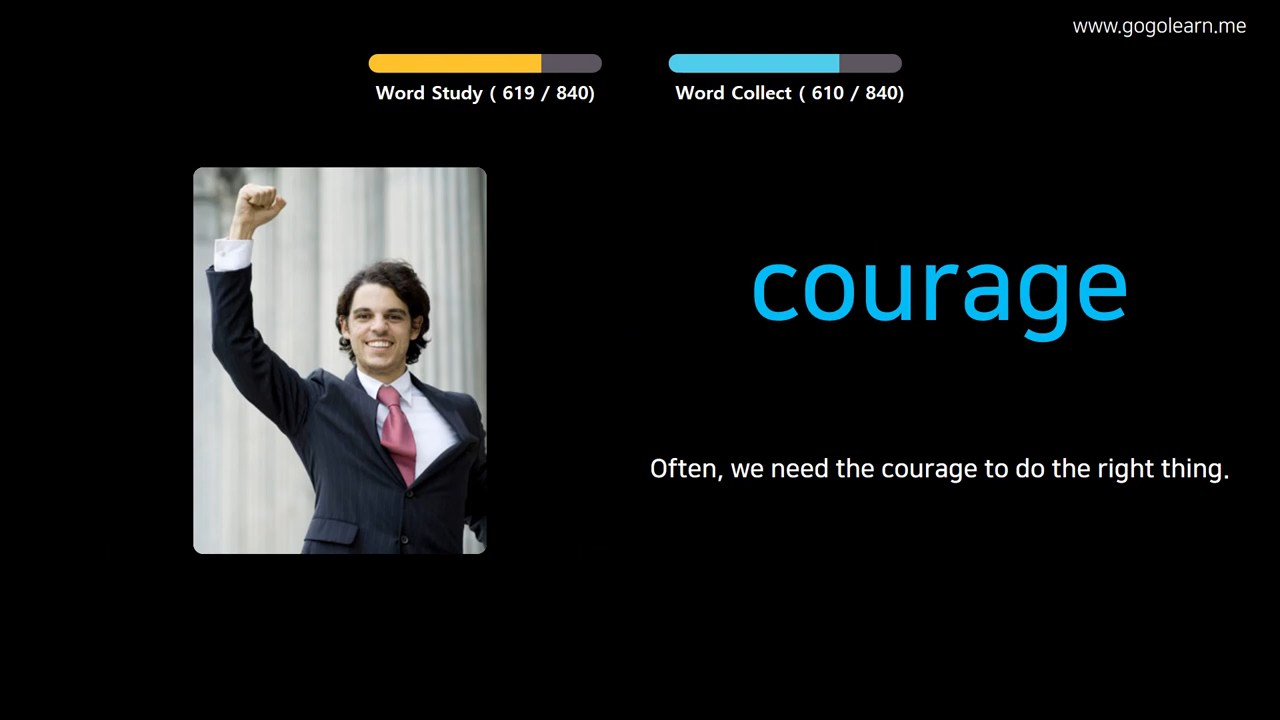 www.gogolearn.me
Word Study ( 619 / 840)
Word Collect ( 610 / 840)
courage
Often, we need the courage to do the right thing.